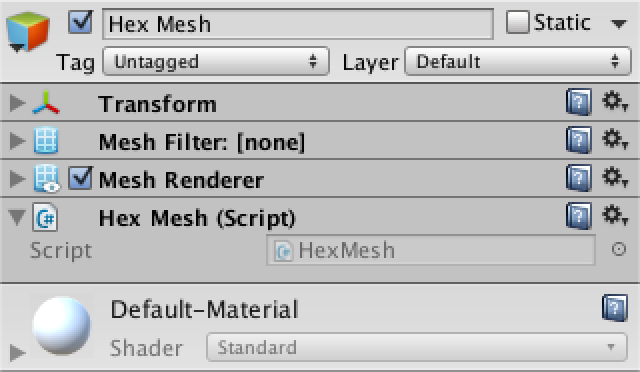 Hex Mesh Static
Tag Untagged Layer Default
Transform
Mesh Filter: [none]
Mesh Renderer
C# Hex Mesh (Script)
Script HexMesh
Default-Material
Shader Standard